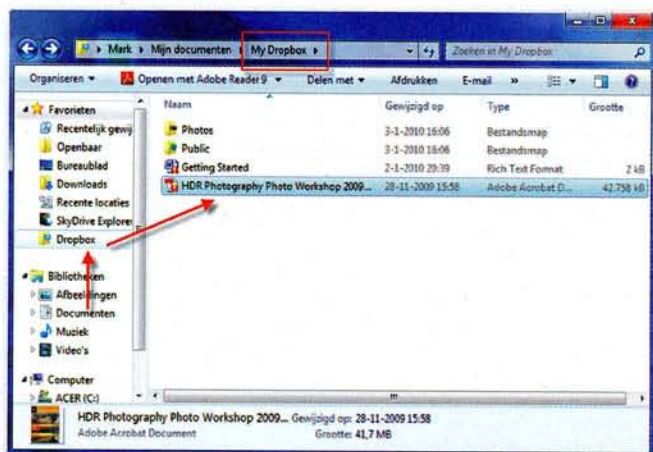 Mark ▸ Mijn documenten ▸ My Dropbox ▸
Zoeken in My Dropbox
Organiseren Openen met Adobe Reader 9 Delen met Afdrukken E-mail »
Naam Gewijzigd op Type Grootte
Favorieten
Recentelijk gewij
Openbaar
Bureaublad
Downloads
Recente locaties
SkyDrive Explorer
Dropbox
Bibliotheken
Afbeeldingen
Documenten
Muziek
Video's
Computer
ACER (C:)
Photos 3-1-2010 16:06 Bestandsmap
Public 3-1-2010 16:06 Bestandsmap
Getting Started 2-1-2010 20:39 Rich Text Format 2 kB
HDR Photography Photo Workshop 2009... 28-11-2009 15:58 Adobe Acrobat D... 42.758 kB
HDR Photography Photo Workshop 2009... Gewijzigd op: 28-11-2009 15:58
Adobe Acrobat Document Grootte: 41,7 MB